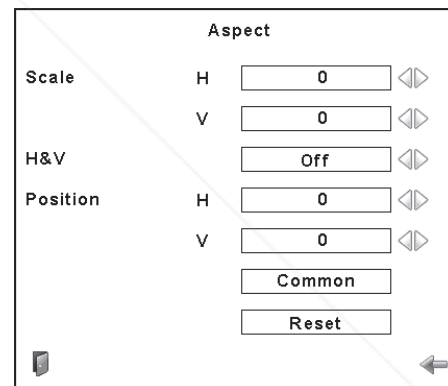 Aspect
Scale H 0
V 0
H&V Off
Position H 0
V 0
Common
Reset